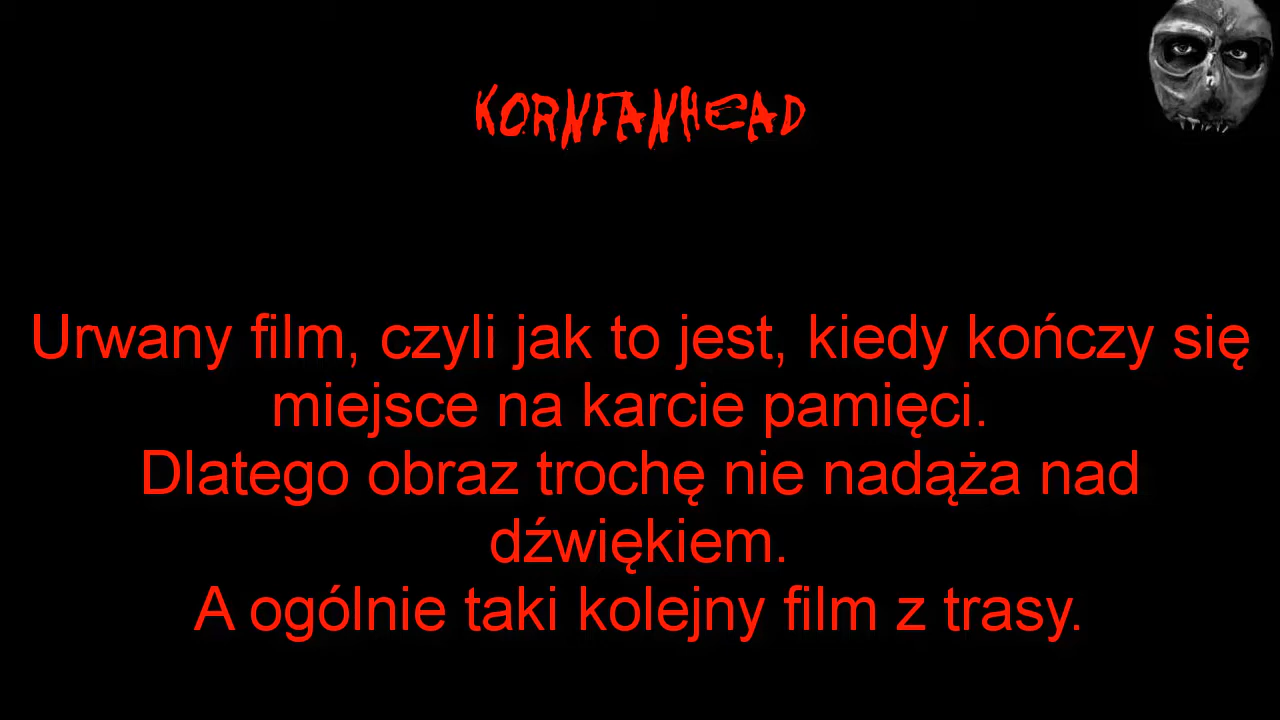 KORNFANHEAD
Urwany film, czyli jak to jest, kiedy kończy się
miejsce na karcie pamięci.
Dlatego obraz trochę nie nadąża nad
dźwiękiem.
A ogólnie taki kolejny film z trasy.